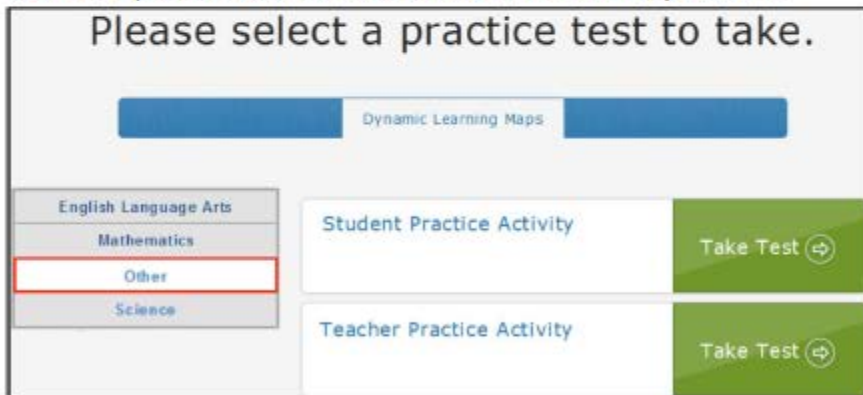 Please select a practice test to take.
Dynamic Learning Maps
English Language Arts
Mathematics
Other
Science
Student Practice Activity
Take Test
Teacher Practice Activity
Take Test